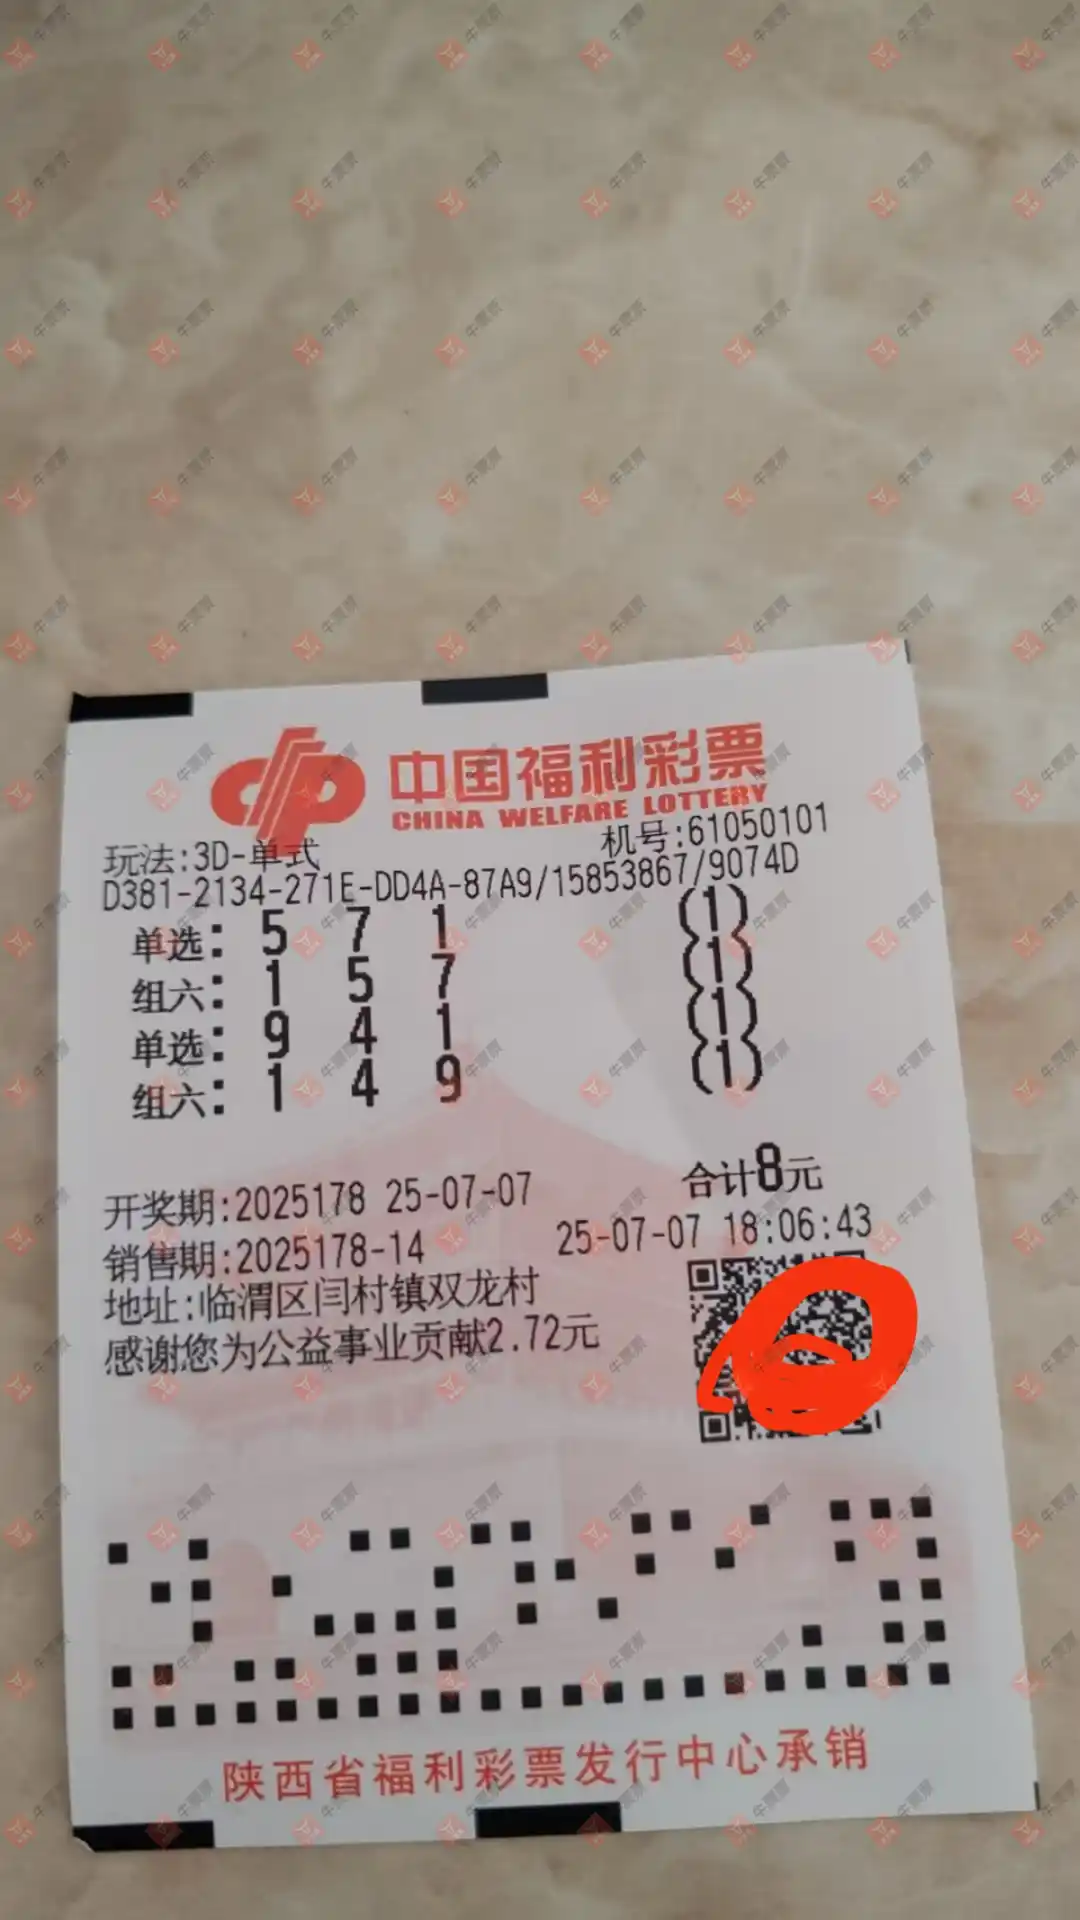 中国福利彩票
CHINA WELFARE LOTTERY
玩法:3D-单式 机号:61050101
D381-2134-271E-DD4A-87A9/15853867/9074D
单选: 5 7 1 (1)
组六: 1 5 7 (1)
单选: 9 4 1 (1)
组六: 1 4 9 (1)
合计8元
开奖期:2025178 25-07-07
销售期:2025178-14 25-07-07 18:06:43
地址:临渭区闫村镇双龙村
感谢您为公益事业贡献2.72元
陕西省福利彩票发行中心承销